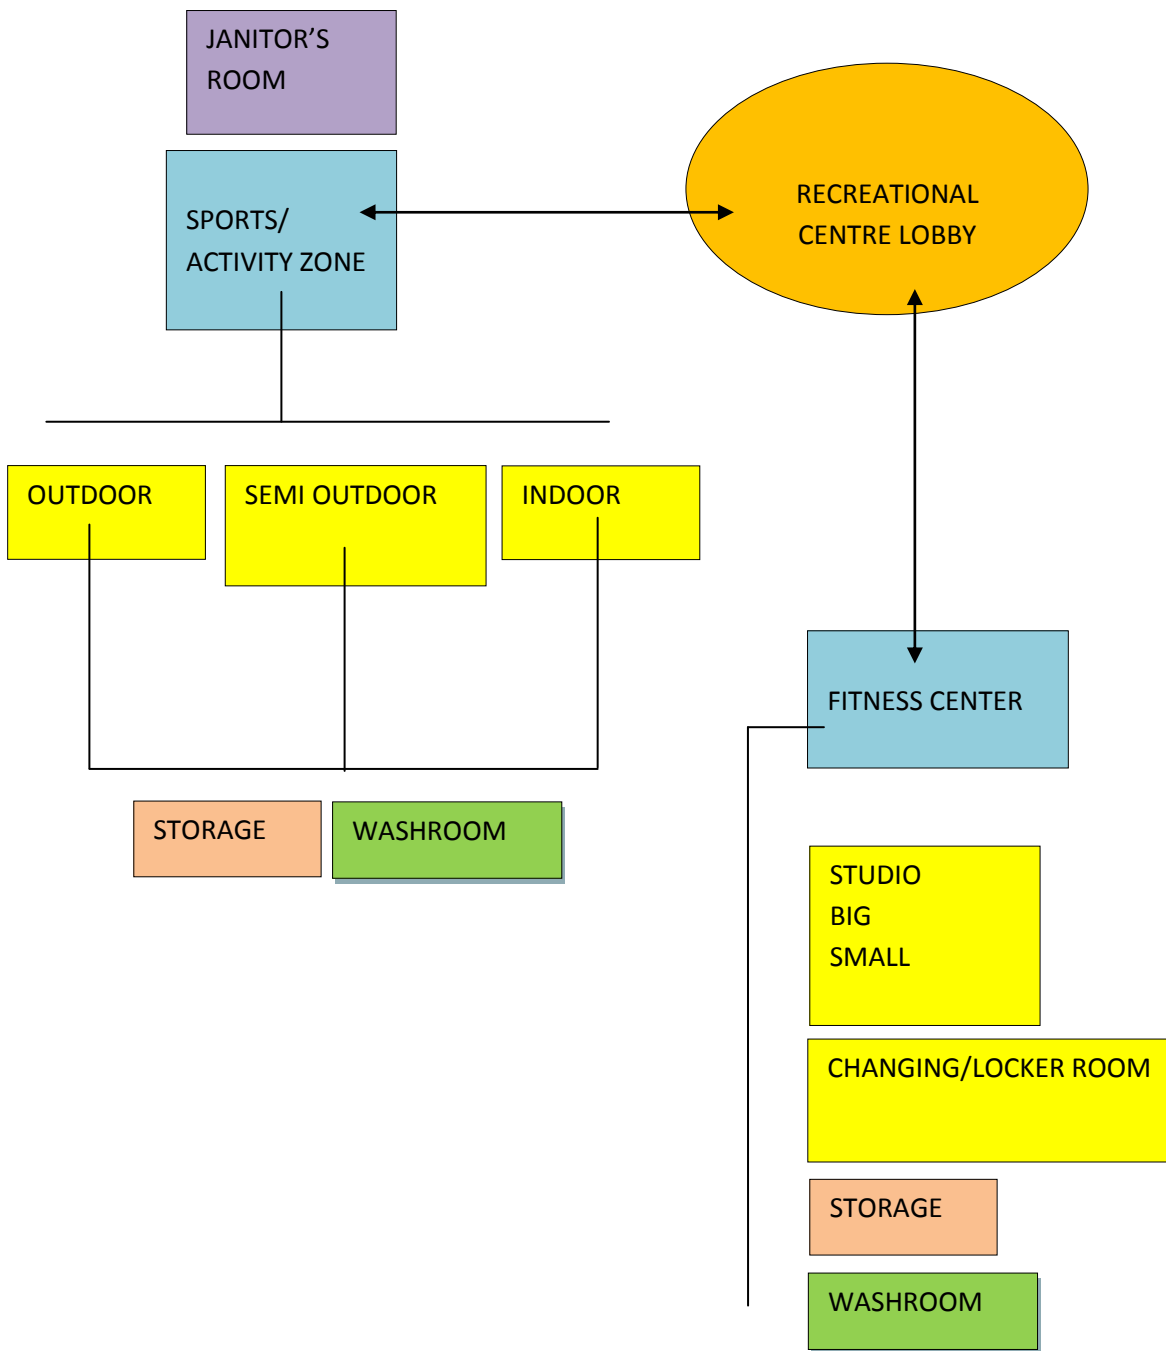 JANITOR’S
ROOM
SPORTS/
ACTIVITY ZONE
RECREATIONAL
CENTRE LOBBY
OUTDOOR
SEMI OUTDOOR
INDOOR
FITNESS CENTER
STORAGE
WASHROOM
STUDIO
BIG
SMALL
CHANGING/LOCKER ROOM
STORAGE
WASHROOM